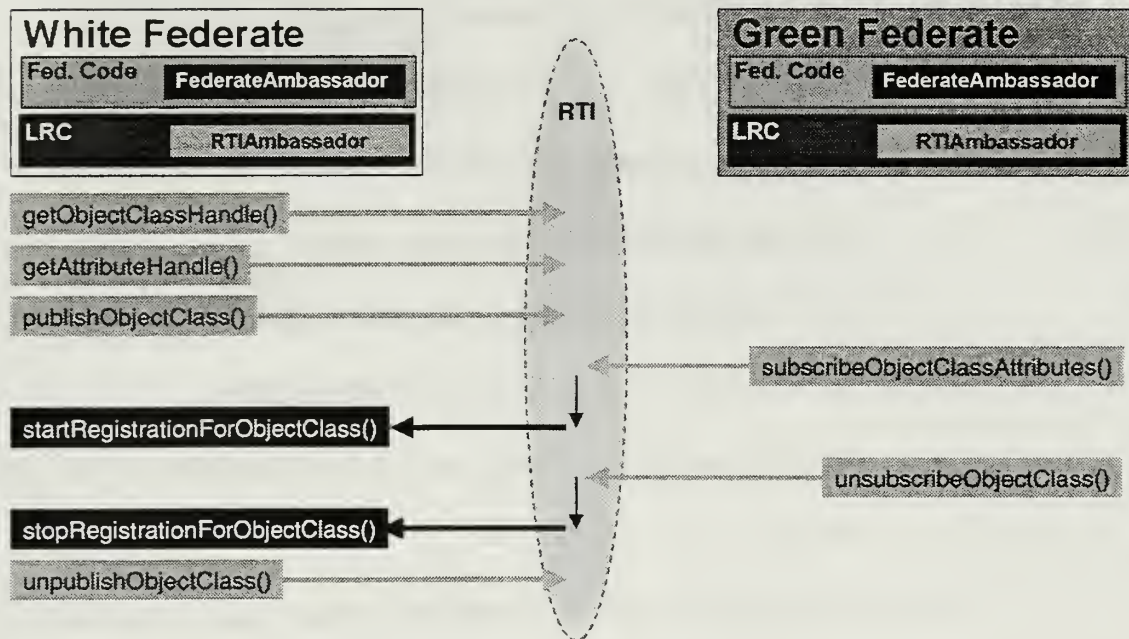 White Federate
Fed. Code
FederateAmbassador
LRC
RTIAmbassador
RTI
Green Federate
Fed. Code
FederateAmbassador
LRC
RTIAmbassador
getObjectClassHandle()
getAttributeHandle()
publishObjectClass()
subscribeObjectClassAttributes()
startRegistrationForObjectClass()
unsubscribeObjectClass()
stopRegistrationForObjectClass()
unpublishObjectClass()